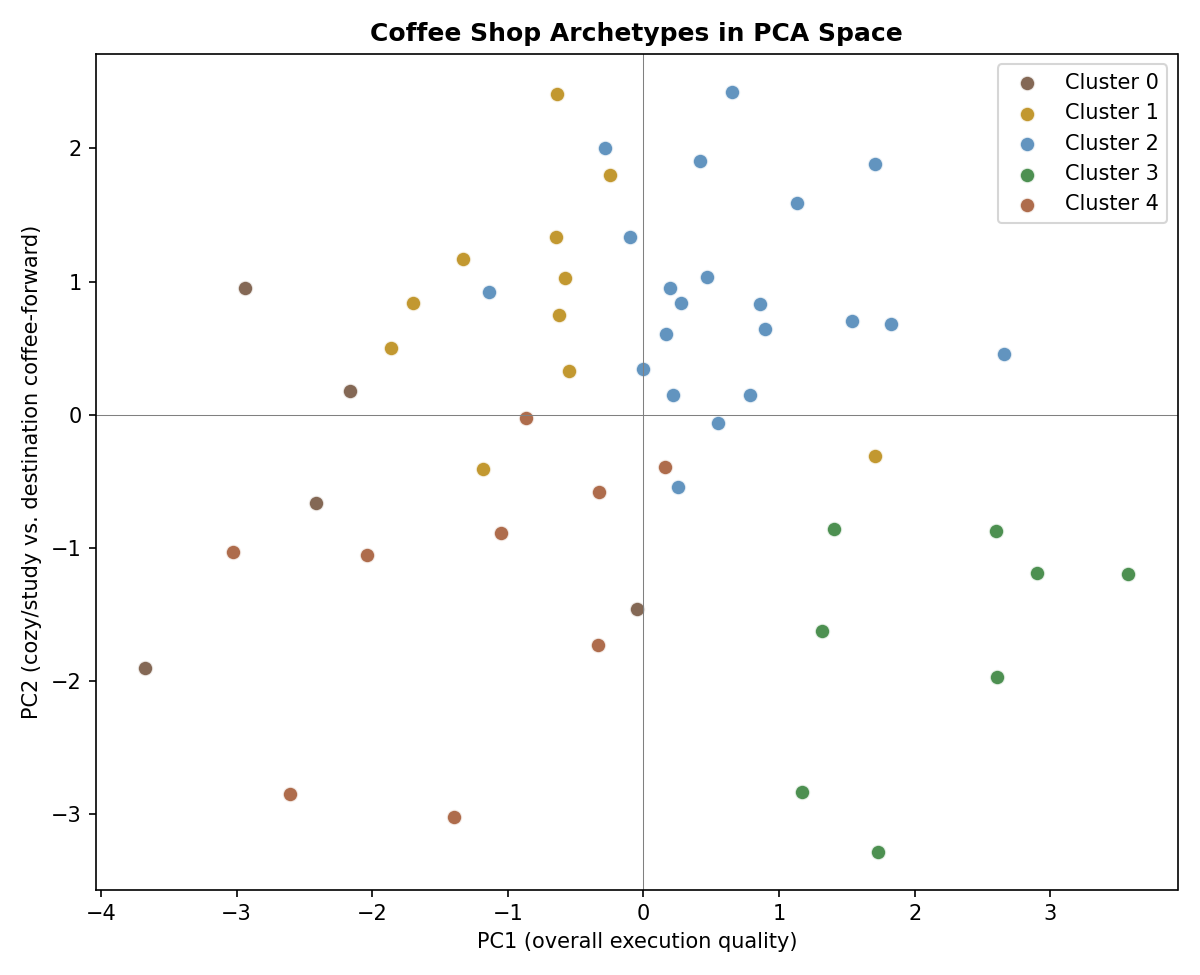 Coffee Shop Archetypes in PCA Space
Cluster 0
Cluster 1
Cluster 2
Cluster 3
Cluster 4
PC2 (cozy/study vs. destination coffee-forward)
2
1
0
−1
−2
−3
−4
−3
−2
−1
0
1
2
3
PC1 (overall execution quality)